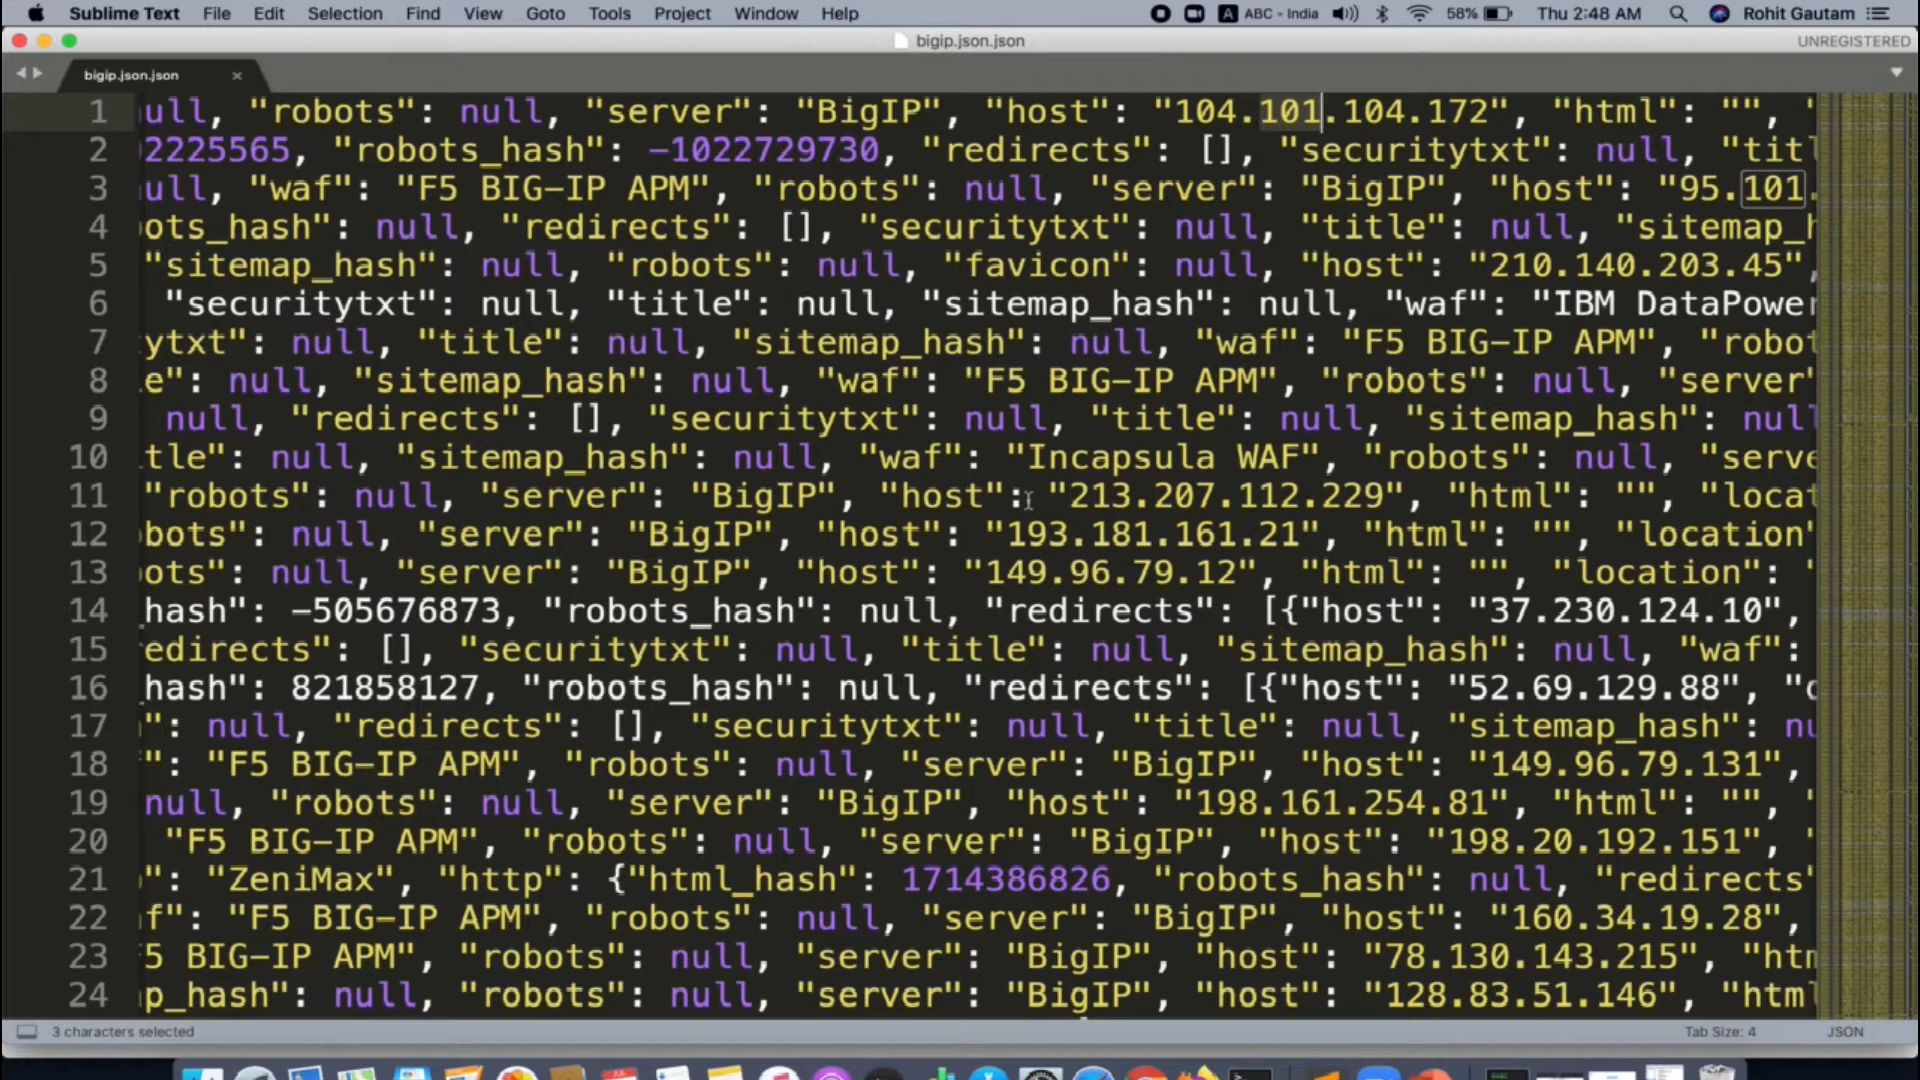 Sublime Text File Edit Selection Find View Goto Tools Project Window Help A ABC - India 58% Thu 2:48 AM Rohit Gautam
bigip.json.json UNREGISTERED
bigip.json.json ×
1 ull, "robots": null, "server": "BigIP", "host": "104.101.104.172", "html": "", "
2 2225565, "robots_hash": -1022729730, "redirects": [], "securitytxt": null, "titl
3 ull, "waf": "F5 BIG-IP APM", "robots": null, "server": "BigIP", "host": "95.101.
4 ots_hash": null, "redirects": [], "securitytxt": null, "title": null, "sitemap_h
5 "sitemap_hash": null, "robots": null, "favicon": null, "host": "210.140.203.45",
6 "securitytxt": null, "title": null, "sitemap_hash": null, "waf": "IBM DataPower
7 ytxt": null, "title": null, "sitemap_hash": null, "waf": "F5 BIG-IP APM", "robot
8 e": null, "sitemap_hash": null, "waf": "F5 BIG-IP APM", "robots": null, "server"
9 null, "redirects": [], "securitytxt": null, "title": null, "sitemap_hash": null
10 tle": null, "sitemap_hash": null, "waf": "Incapsula WAF", "robots": null, "serve
11 "robots": null, "server": "BigIP", "host": "213.207.112.229", "html": "", "locat
12 bots": null, "server": "BigIP", "host": "193.181.161.21", "html": "", "location"
13 ots": null, "server": "BigIP", "host": "149.96.79.12", "html": "", "location": "
14 _hash": -505676873, "robots_hash": null, "redirects": [{"host": "37.230.124.10",
15 edirects": [], "securitytxt": null, "title": null, "sitemap_hash": null, "waf":
16 _hash": 821858127, "robots_hash": null, "redirects": [{"host": "52.69.129.88", "d
17 ": null, "redirects": [], "securitytxt": null, "title": null, "sitemap_hash": nu
18 ": "F5 BIG-IP APM", "robots": null, "server": "BigIP", "host": "149.96.79.131",
19 null, "robots": null, "server": "BigIP", "host": "198.161.254.81", "html": "", "
20 "F5 BIG-IP APM", "robots": null, "server": "BigIP", "host": "198.20.192.151", "
21 ": "ZeniMax", "http": {"html_hash": 1714386826, "robots_hash": null, "redirects"
22 f": "F5 BIG-IP APM", "robots": null, "server": "BigIP", "host": "160.34.19.28",
23 5 BIG-IP APM", "robots": null, "server": "BigIP", "host": "78.130.143.215", "htm
24 ap_hash": null, "robots": null, "server": "BigIP", "host": "128.83.51.146", "html
3 characters selected Tab Size: 4 JSON